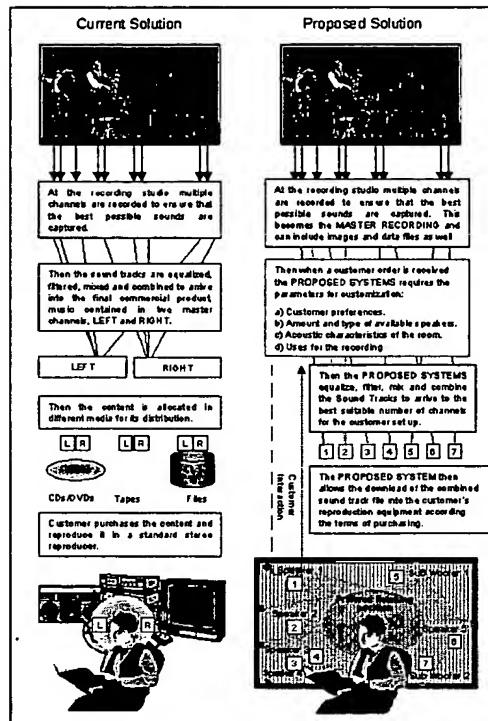 Current Solution
At the recording studio multiple
channels are recorded to ensure that
the best possible sounds are
captured.
Then the sound tracks are equalized,
filtered, mixed and combined to arrive
into the final commercial product,
music contained in two master
channels, LEFT and RIGHT.
LEFT RIGHT
Then the content is allocated in
different media for its distribution.
L R L R L R
CDs/DVDs Tapes Files
Customer purchases the content and
reproduce it in a standard stereo
reproducer.
L R
Proposed Solution
At the recording studio multiple channels
are recorded to ensure that the best
possible sounds are captured. This
becomes the MASTER RECORDING and
can include images and data files as well
Then when a customer order is received
the PROPOSED SYSTEMS requires the
parameters for customization:
a) Customer preferences.
b) Amount and type of available speakers.
c) Acoustic characteristics of the room.
d) Uses for the recording
Then the PROPOSED SYSTEMS
equalize, filter, mix and combine
the Sound Tracks to arrive to the
best suitable number of channels
for the customer set up.
1 2 3 4 5 6 7
Customer
Interaction
The PROPOSED SYSTEM then
allows the download of the combined
sound track file into the customer's
reproduction equipment according
the terms of purchasing.
Speaker 1
1
5
2
6
3
4
7